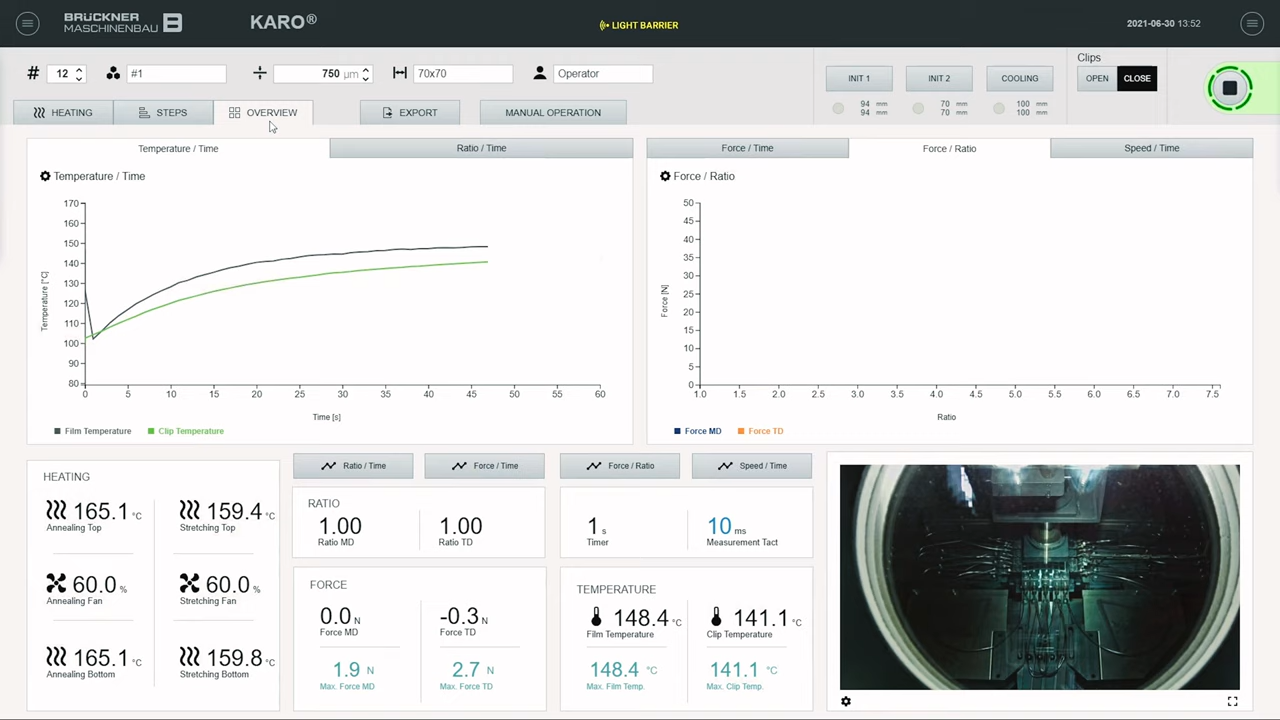 BRÜCKNER
MASCHINENBAU B
KARO®
LIGHT BARRIER
2021-06-30 13:52
# 12 #1 750 µm 70x70 Operator
INIT 1 INIT 2 COOLING
94 mm 70 mm 100 mm
94 mm 70 mm 100 mm
Clips
OPEN CLOSE
HEATING STEPS OVERVIEW EXPORT MANUAL OPERATION
Temperature / Time Ratio / Time
Temperature / Time
170
160
150
140
130
120
110
100
90
80
Temperature [°C]
0 5 10 15 20 25 30 35 40 45 50 55 60
Time [s]
Film Temperature Clip Temperature
Force / Time Force / Ratio Speed / Time
Force / Ratio
50
45
40
35
30
25
20
15
10
5
0
Force [N]
1.0 1.5 2.0 2.5 3.0 3.5 4.0 4.5 5.0 5.5 6.0 6.5 7.0 7.5
Ratio
Force MD Force TD
HEATING
165.1 °C 159.4 °C
Annealing Top Stretching Top
60.0 % 60.0 %
Annealing Fan Stretching Fan
165.1 °C 159.8 °C
Annealing Bottom Stretching Bottom
Ratio / Time Force / Time Force / Ratio Speed / Time
RATIO
1.00 1.00
Ratio MD Ratio TD
1 s 10 ms
Timer Measurement Tact
FORCE
0.0 N -0.3 N
Force MD Force TD
1.9 N 2.7 N
Max. Force MD Max. Force TD
TEMPERATURE
148.4 °C 141.1 °C
Film Temperature Clip Temperature
148.4 °C 141.1 °C
Max. Film Temp. Max. Clip Temp.